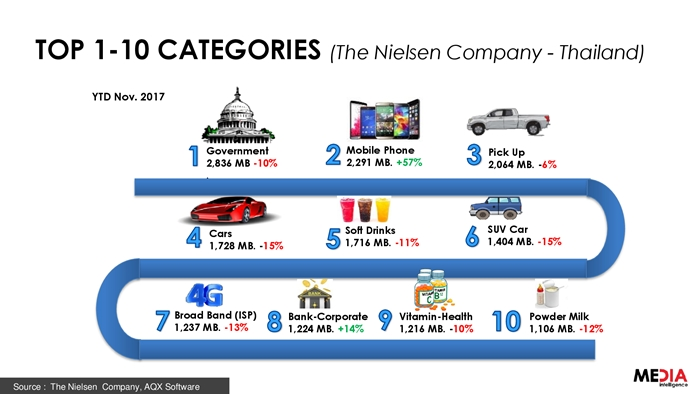 TOP 1-10 CATEGORIES (The Nielsen Company - Thailand)
YTD Nov. 2017
1 Government
2,836 MB -10%
2 Mobile Phone
2,291 MB. +57%
3 Pick Up
2,064 MB. -6%
4 Cars
1,728 MB. -15%
5 Soft Drinks
1,716 MB. -11%
6 SUV Car
1,404 MB. -15%
4G
7 Broad Band (ISP)
1,237 MB. -13%
BANK
8 Bank-Corporate
1,224 MB. +14%
9 Vitamin-Health
1,216 MB. -10%
10 Powder Milk
1,106 MB. -12%
Source : The Nielsen Company, AQX Software
MEDIA
intelligence